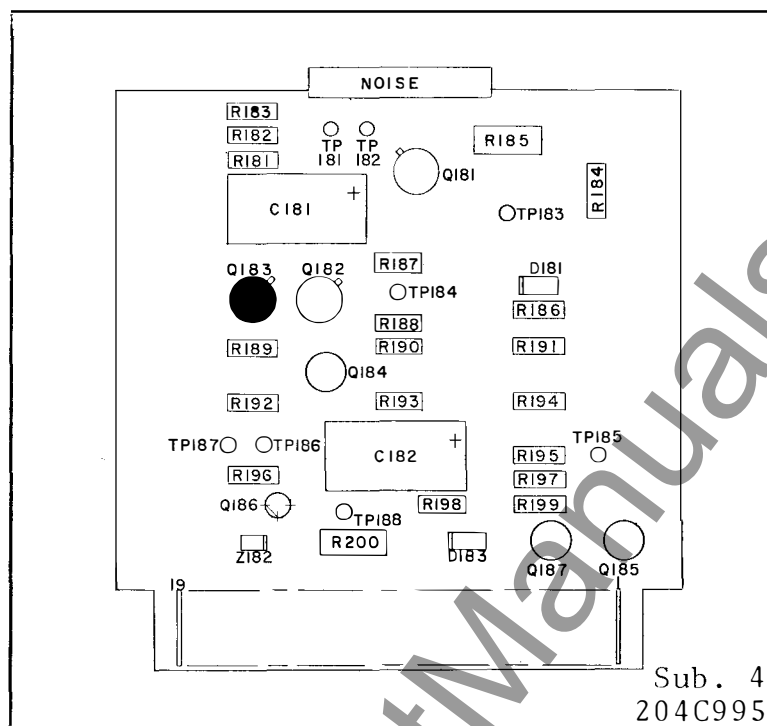 NOISE
R183
R182
R181
TP 181
TP 182
R185
Q181
R184
C181 +
TP183
Q183
Q182
R187
D181
TP184
R186
R188
R189
R190
R191
Q184
R192
R193
R194
TP187
TP186
C182 +
TP185
R195
R196
R197
Q186
TP188
R198
R199
Z182
R200
D183
Q187
Q185
19
1
Sub. 4
204C995
tManuals